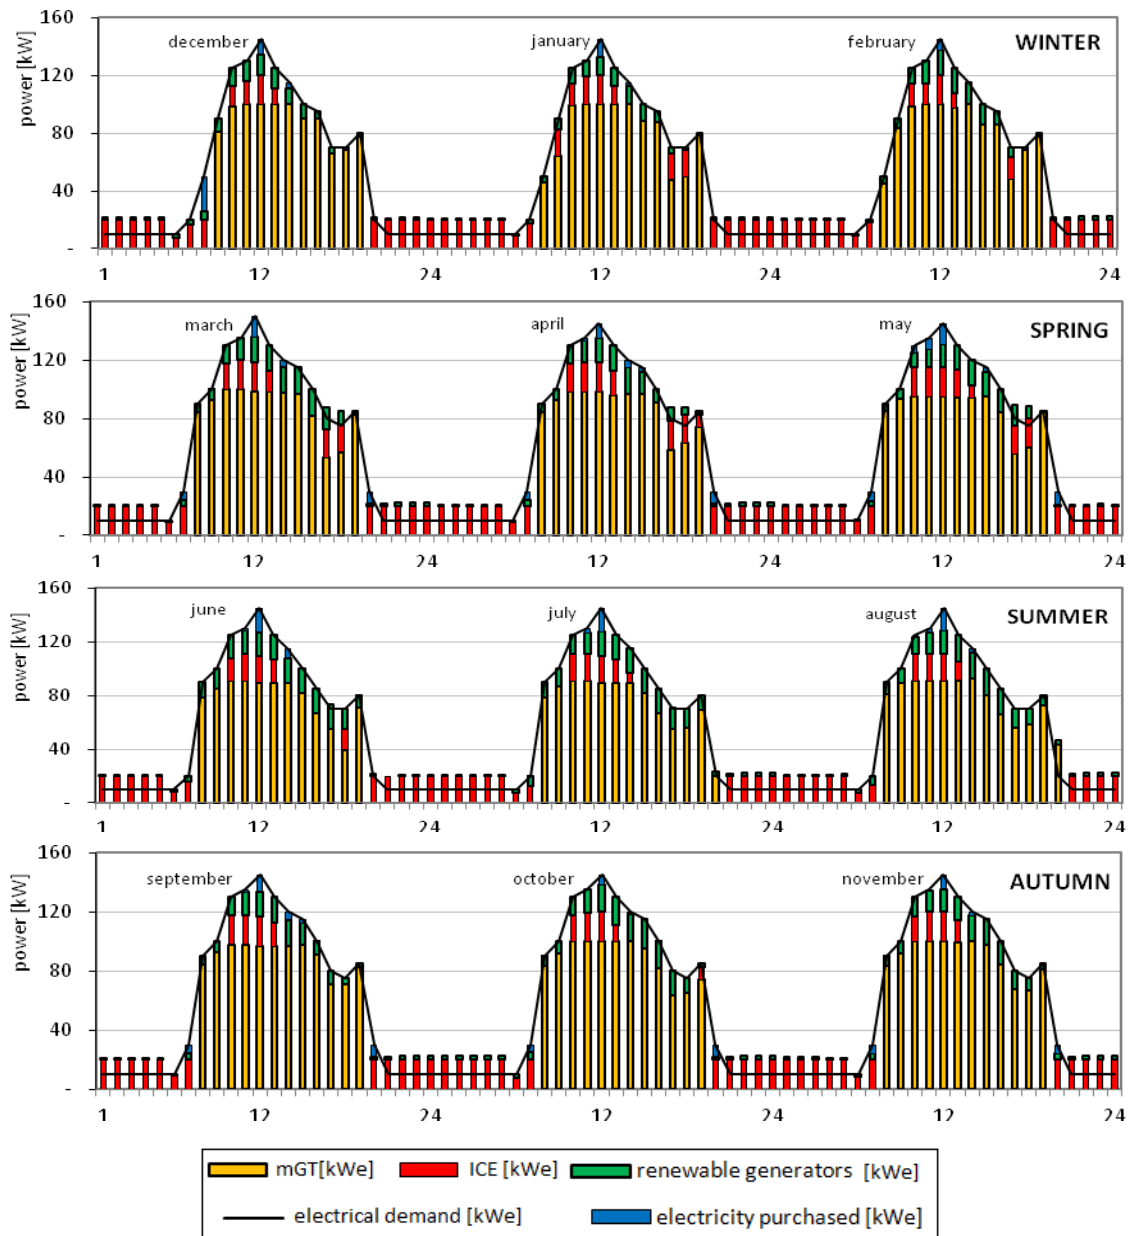 160
120
80
40
-
power [kW]
december
january
february
WINTER
1
12
24
12
24
12
24
160
120
80
40
-
power [kW]
march
april
may
SPRING
1
12
24
12
24
12
24
160
120
80
40
-
power [kW]
june
july
august
SUMMER
1
12
24
12
24
12
24
160
120
80
40
-
power [kW]
september
october
november
AUTUMN
1
12
24
12
24
12
24
mGT[kWe] ICE [kWe] renewable generators [kWe]
electrical demand [kWe] electricity purchased [kWe]